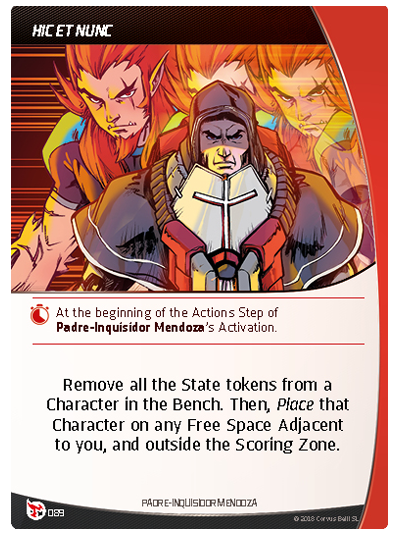 HIC ET NUNC
At the beginning of the Actions Step of
Padre-Inquisidor Mendoza's Activation.
Remove all the State tokens from a
Character in the Bench. Then, Place that
Character on any Free Space Adjacent
to you, and outside the Scoring Zone.
089
PADRE-INQUISIDOR MENDOZA
© 2018 Corvus Belli SL